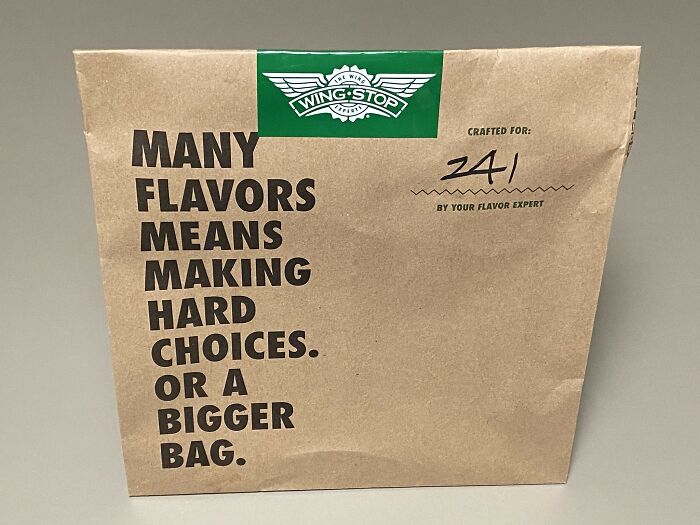 THE WING
WING·STOP
EXPERTS
MANY
FLAVORS
MEANS
MAKING
HARD
CHOICES.
OR A
BIGGER
BAG.
CRAFTED FOR:
241
BY YOUR FLAVOR EXPERT